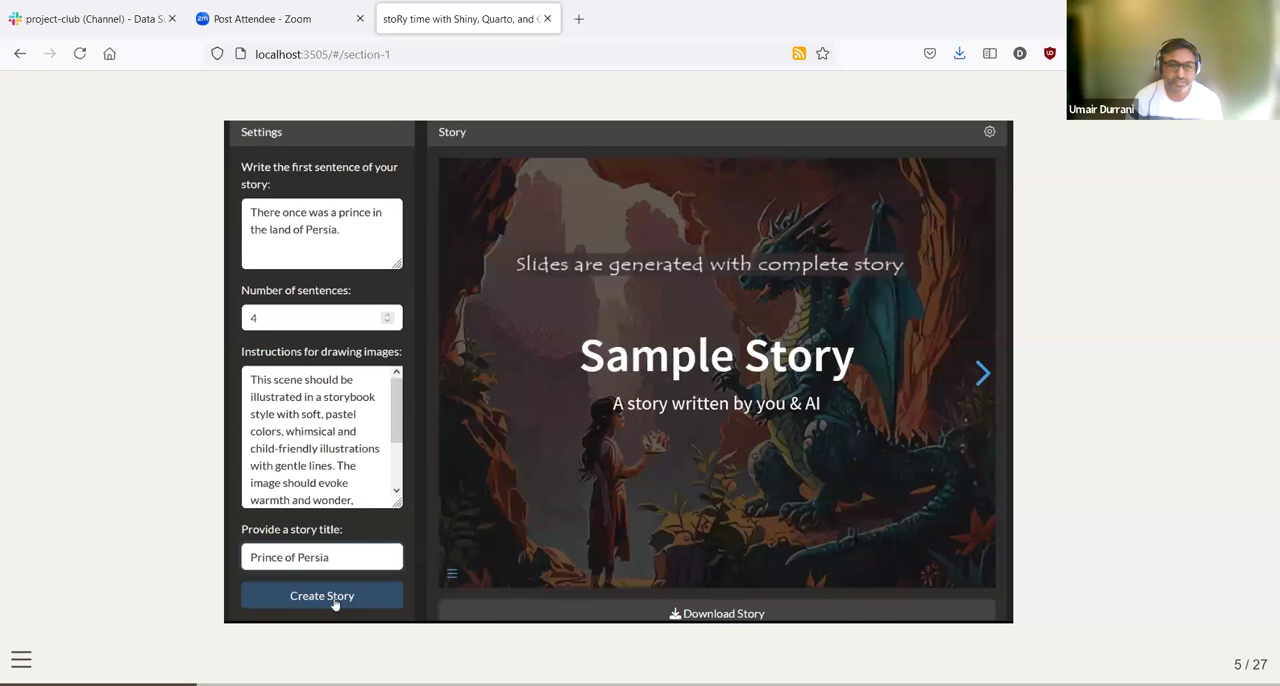 project-club (Channel) - Data S
Post Attendee - Zoom
stoRy time with Shiny, Quarto, and
localhost:3505/#/section-1
Umair Durrani
Settings
Write the first sentence of your
story:
There once was a prince in
the land of Persia.
Number of sentences:
4
Instructions for drawing images:
This scene should be
illustrated in a storybook
style with soft, pastel
colors, whimsical and
child-friendly illustrations
with gentle lines. The
image should evoke
warmth and wonder,
Provide a story title:
Prince of Persia
Create Story
Story
Slides are generated with complete story
Sample Story
A story written by you & AI
Download Story
5 / 27